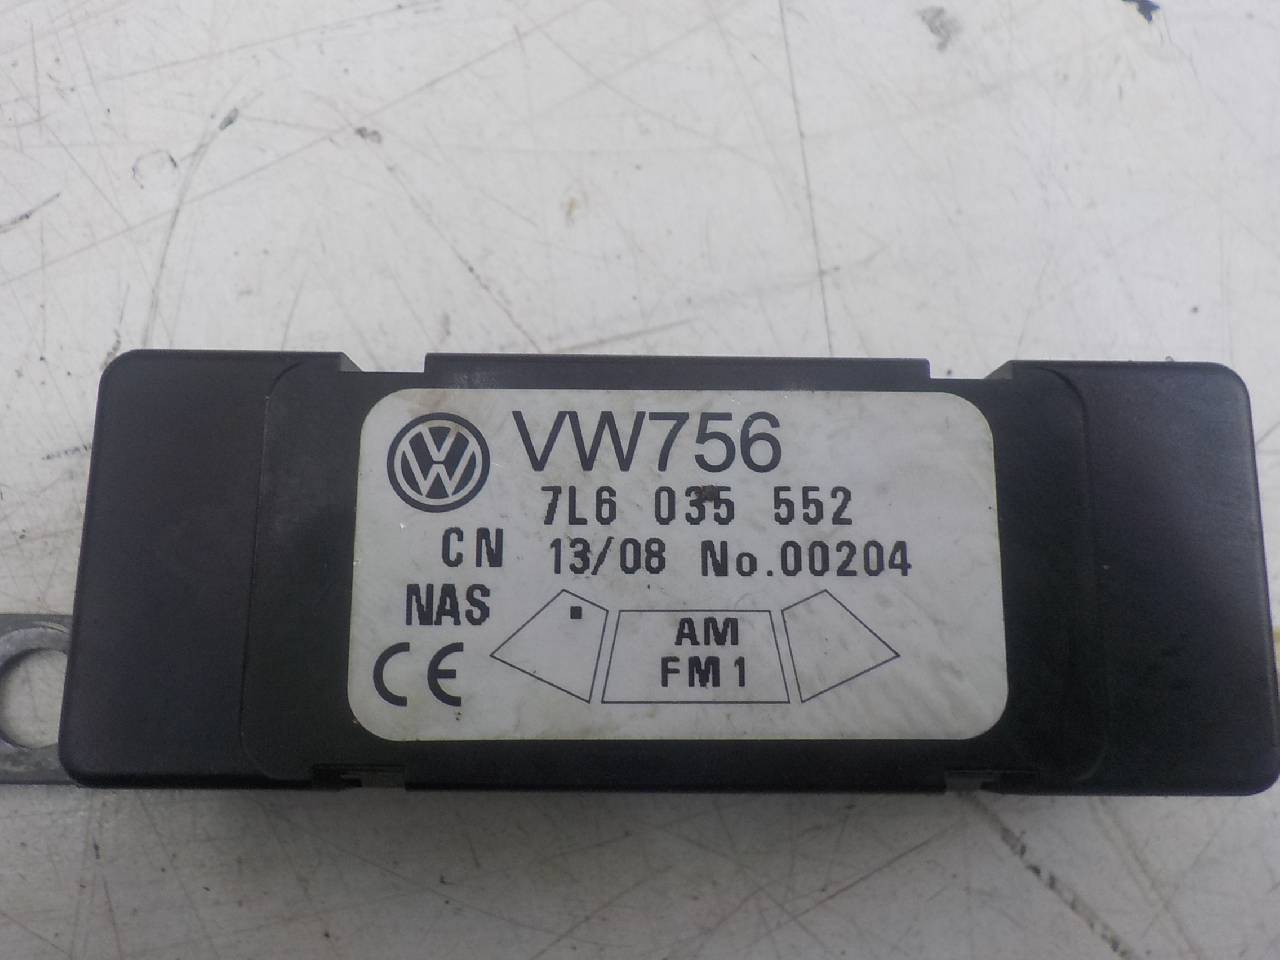 VW756
7L6 035 552
CN 13/08 No.00204
NAS
CE
AM
FM1